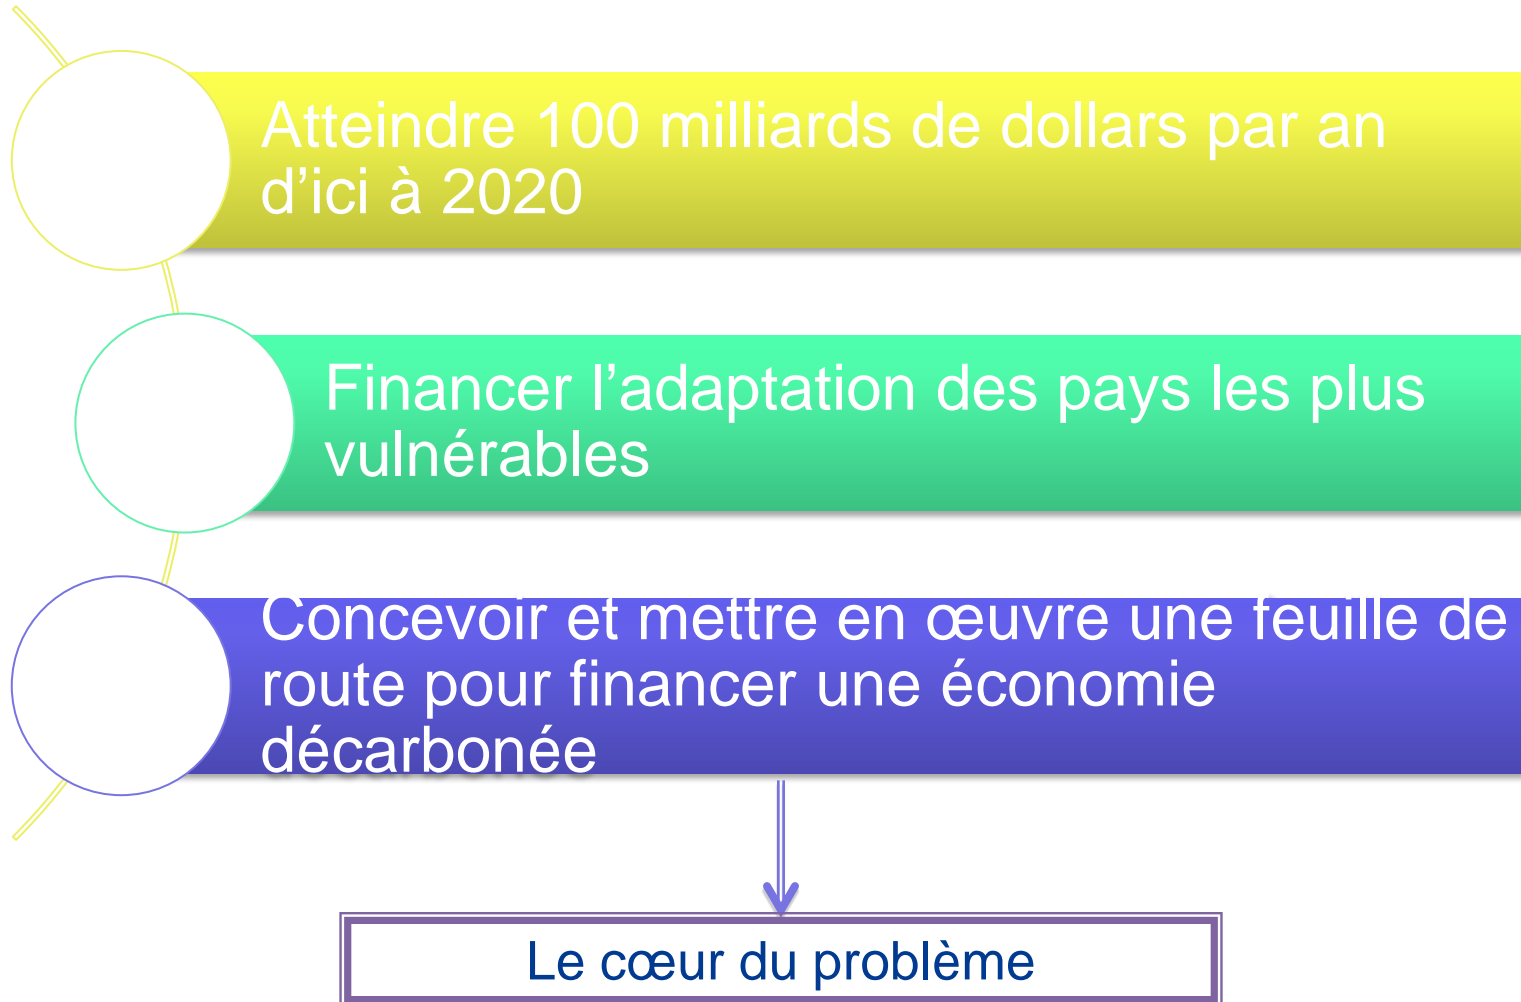 Atteindre 100 milliards de dollars par an
d’ici à 2020
Financer l’adaptation des pays les plus
vulnérables
Concevoir et mettre en œuvre une feuille de
route pour financer une économie
décarbonée
Le cœur du problème